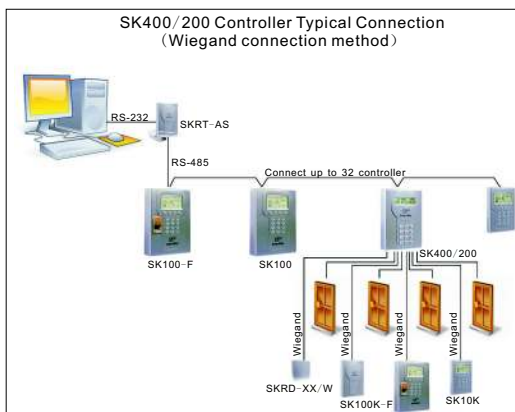 SK400/200 Controller Typical Connection
(Wiegand connection method)
RS-232
SKRT-AS
RS-485
Connect up to 32 controller
SK100-F
SK100
SK400/200
Wiegand
Wiegand
Wiegand
Wiegand
SKRD-XX/W
SK100K-F
SK10K